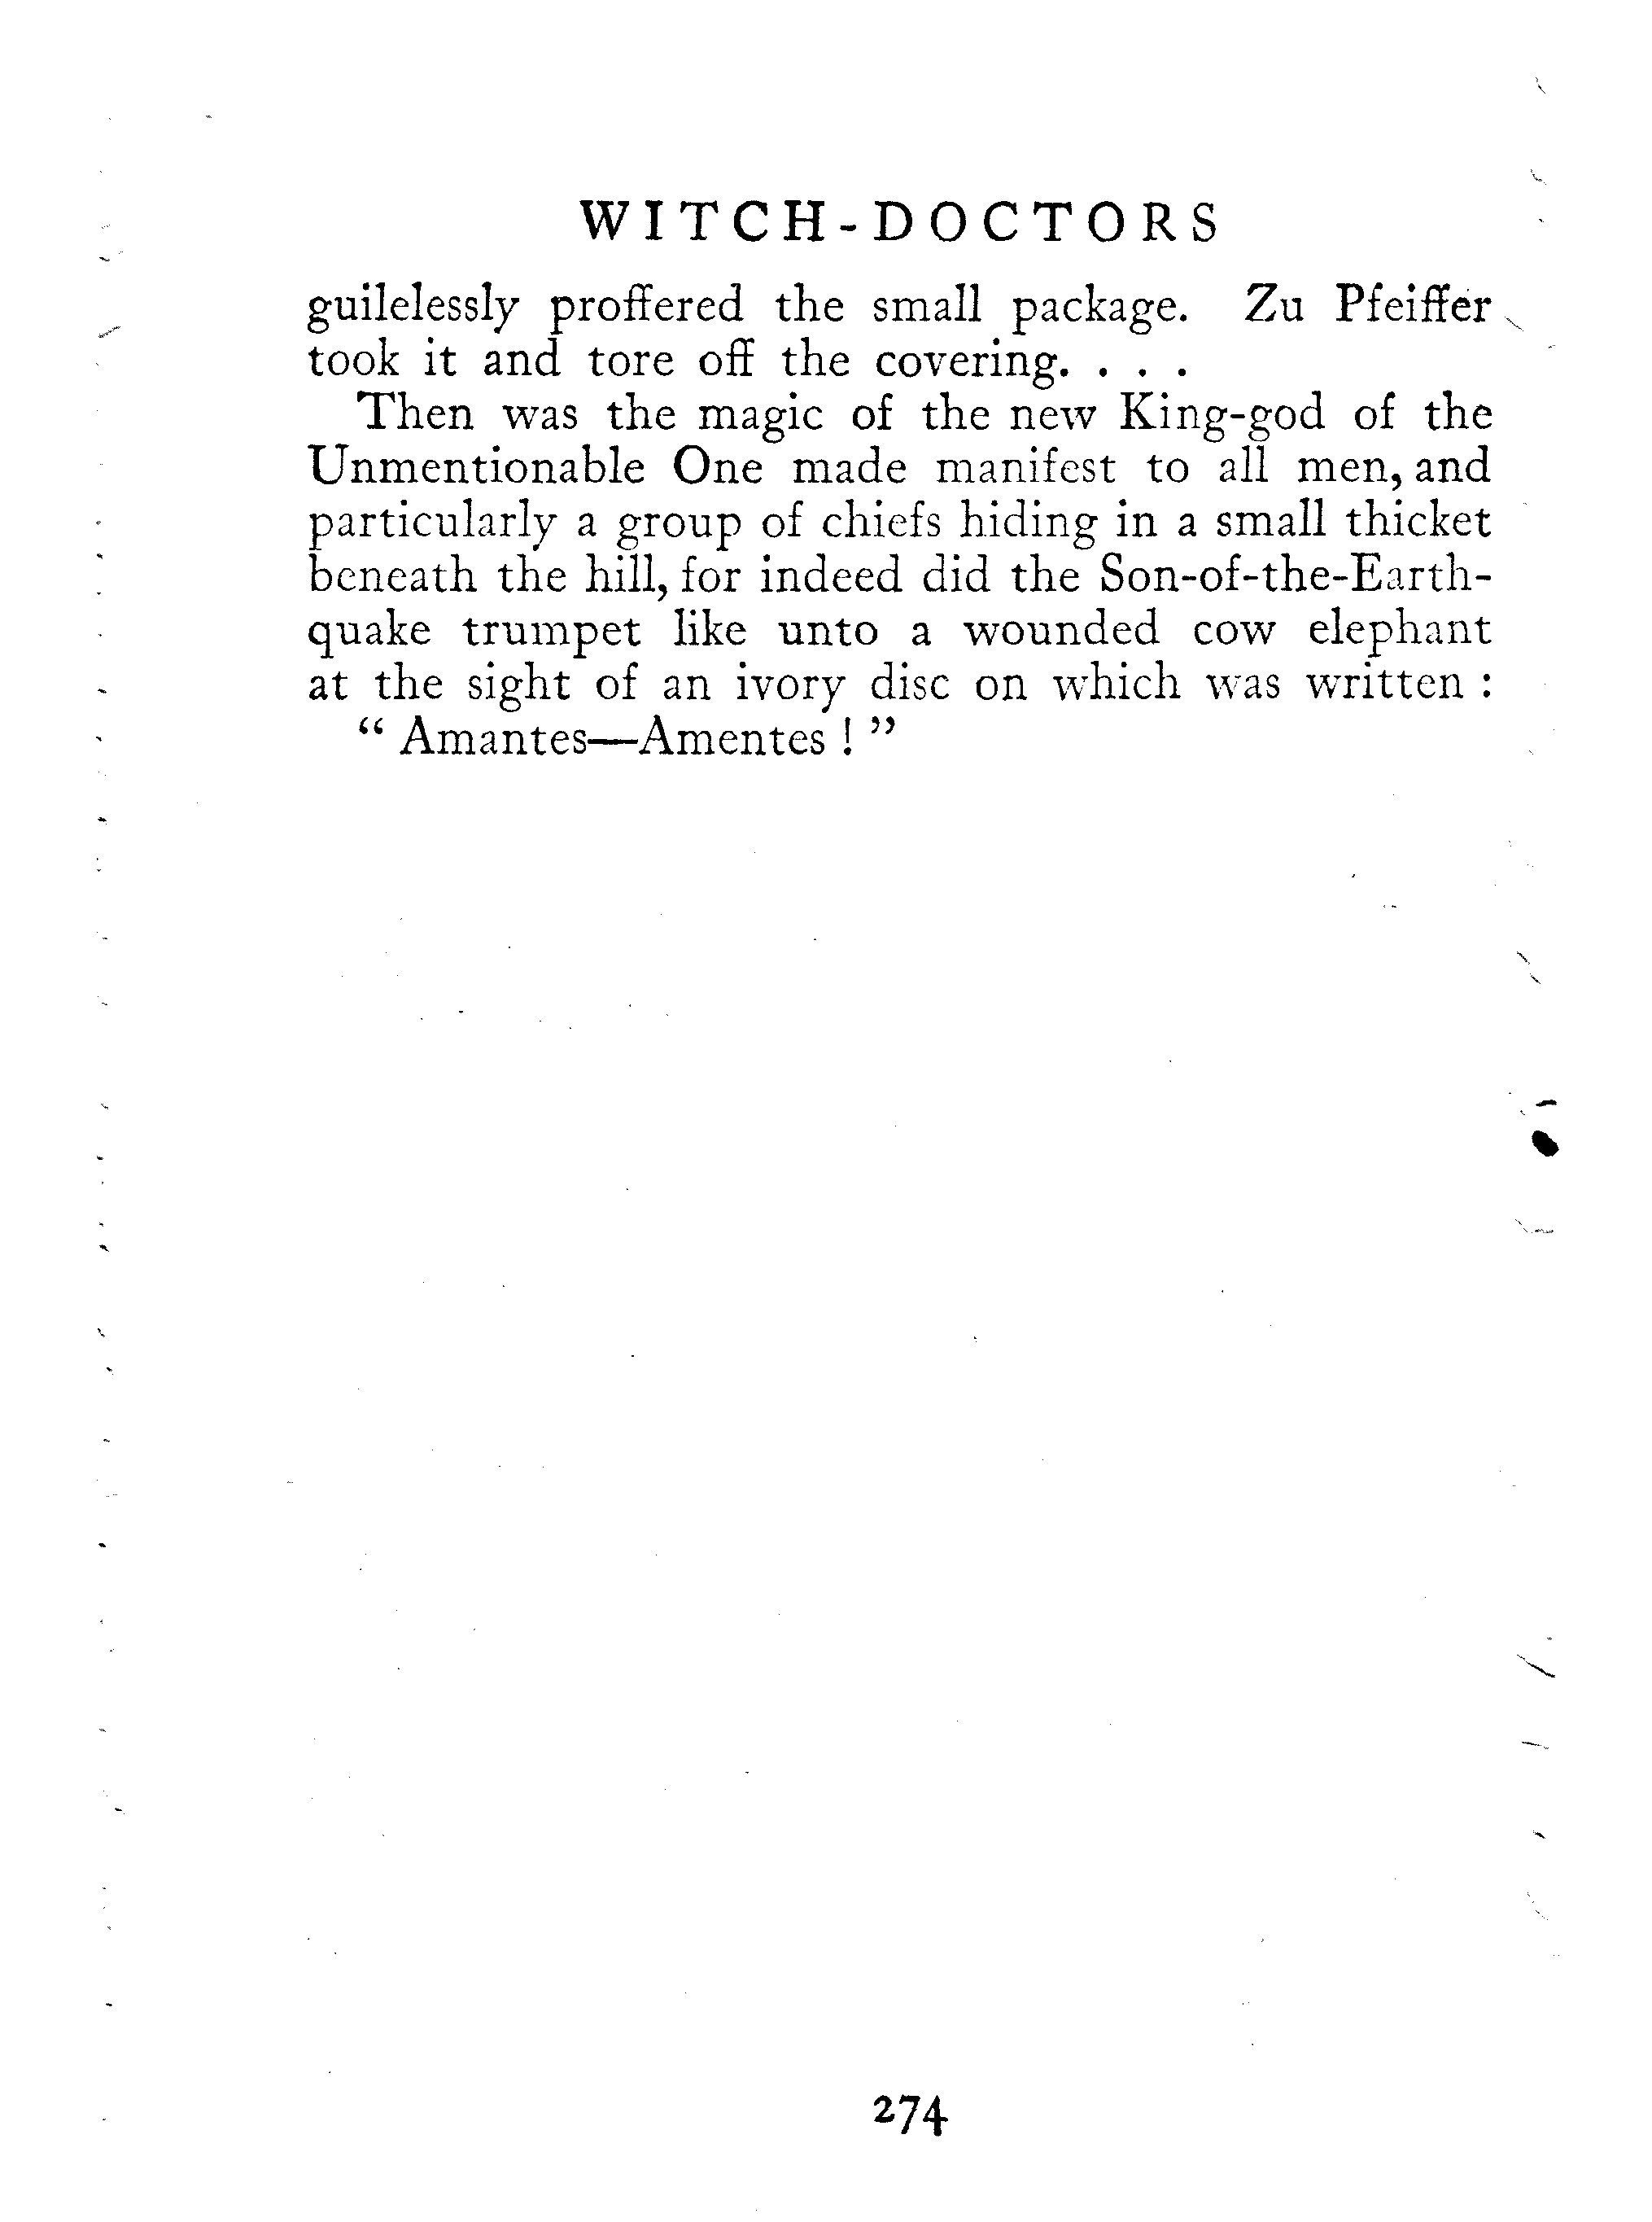 WITCH-DOCTORS
guilelessly proffered the small package. Zu Pfeiffer
took it and tore off the covering. . . .
Then was the magic of the new King-god of the
Unmentionable One made manifest to all men, and
particularly a group of chiefs hiding in a small thicket
beneath the hill, for indeed did the Son-of-the-Earth-
quake trumpet like unto a wounded cow elephant
at the sight of an ivory disc on which was written :
“ Amantes—Amentes ! ”
274